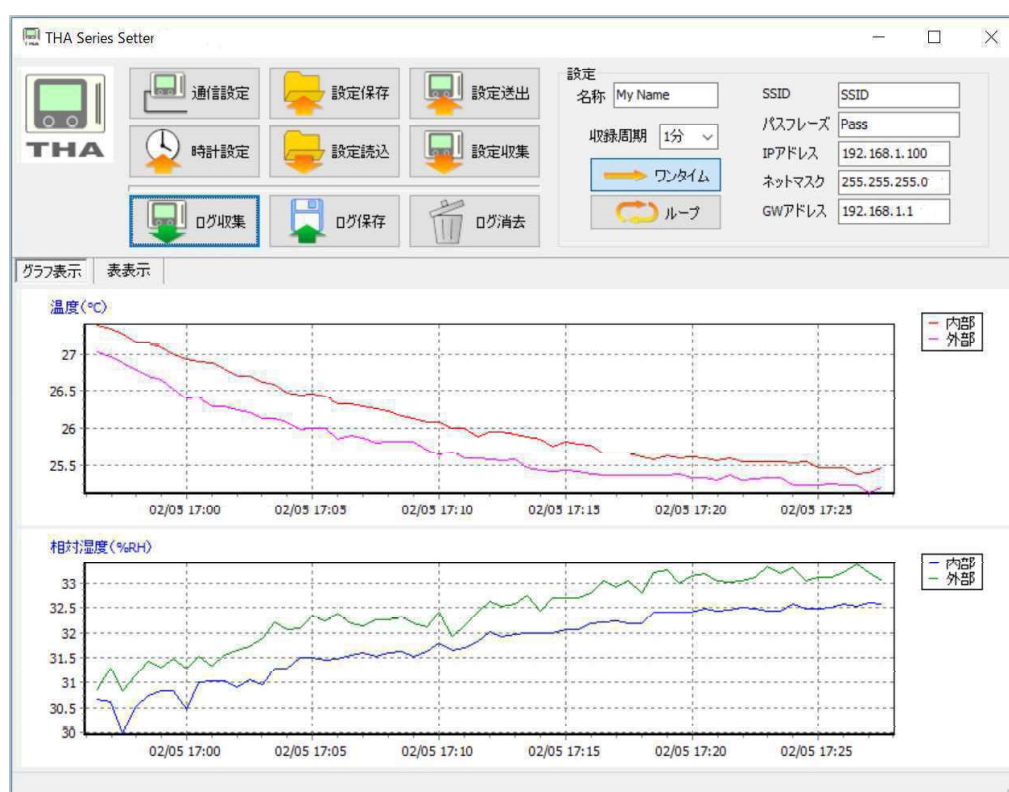 THA Series Setter
THA
THA
通信設定
設定保存
設定送出
時計設定
設定読込
設定収集
ログ収集
ログ保存
ログ消去
設定
名称 My Name
収録周期 1分
ワンタイム
ループ
SSID SSID
パスフレーズ Pass
IPアドレス 192.168.1.100
ネットマスク 255.255.255.0
GWアドレス 192.168.1.1
グラフ表示 表表示
温度(°C)
27
26.5
26
25.5
02/05 17:00 02/05 17:05 02/05 17:10 02/05 17:15 02/05 17:20 02/05 17:25
内部
外部
相対湿度(%RH)
33
32.5
32
31.5
31
30.5
30
02/05 17:00 02/05 17:05 02/05 17:10 02/05 17:15 02/05 17:20 02/05 17:25
内部
外部